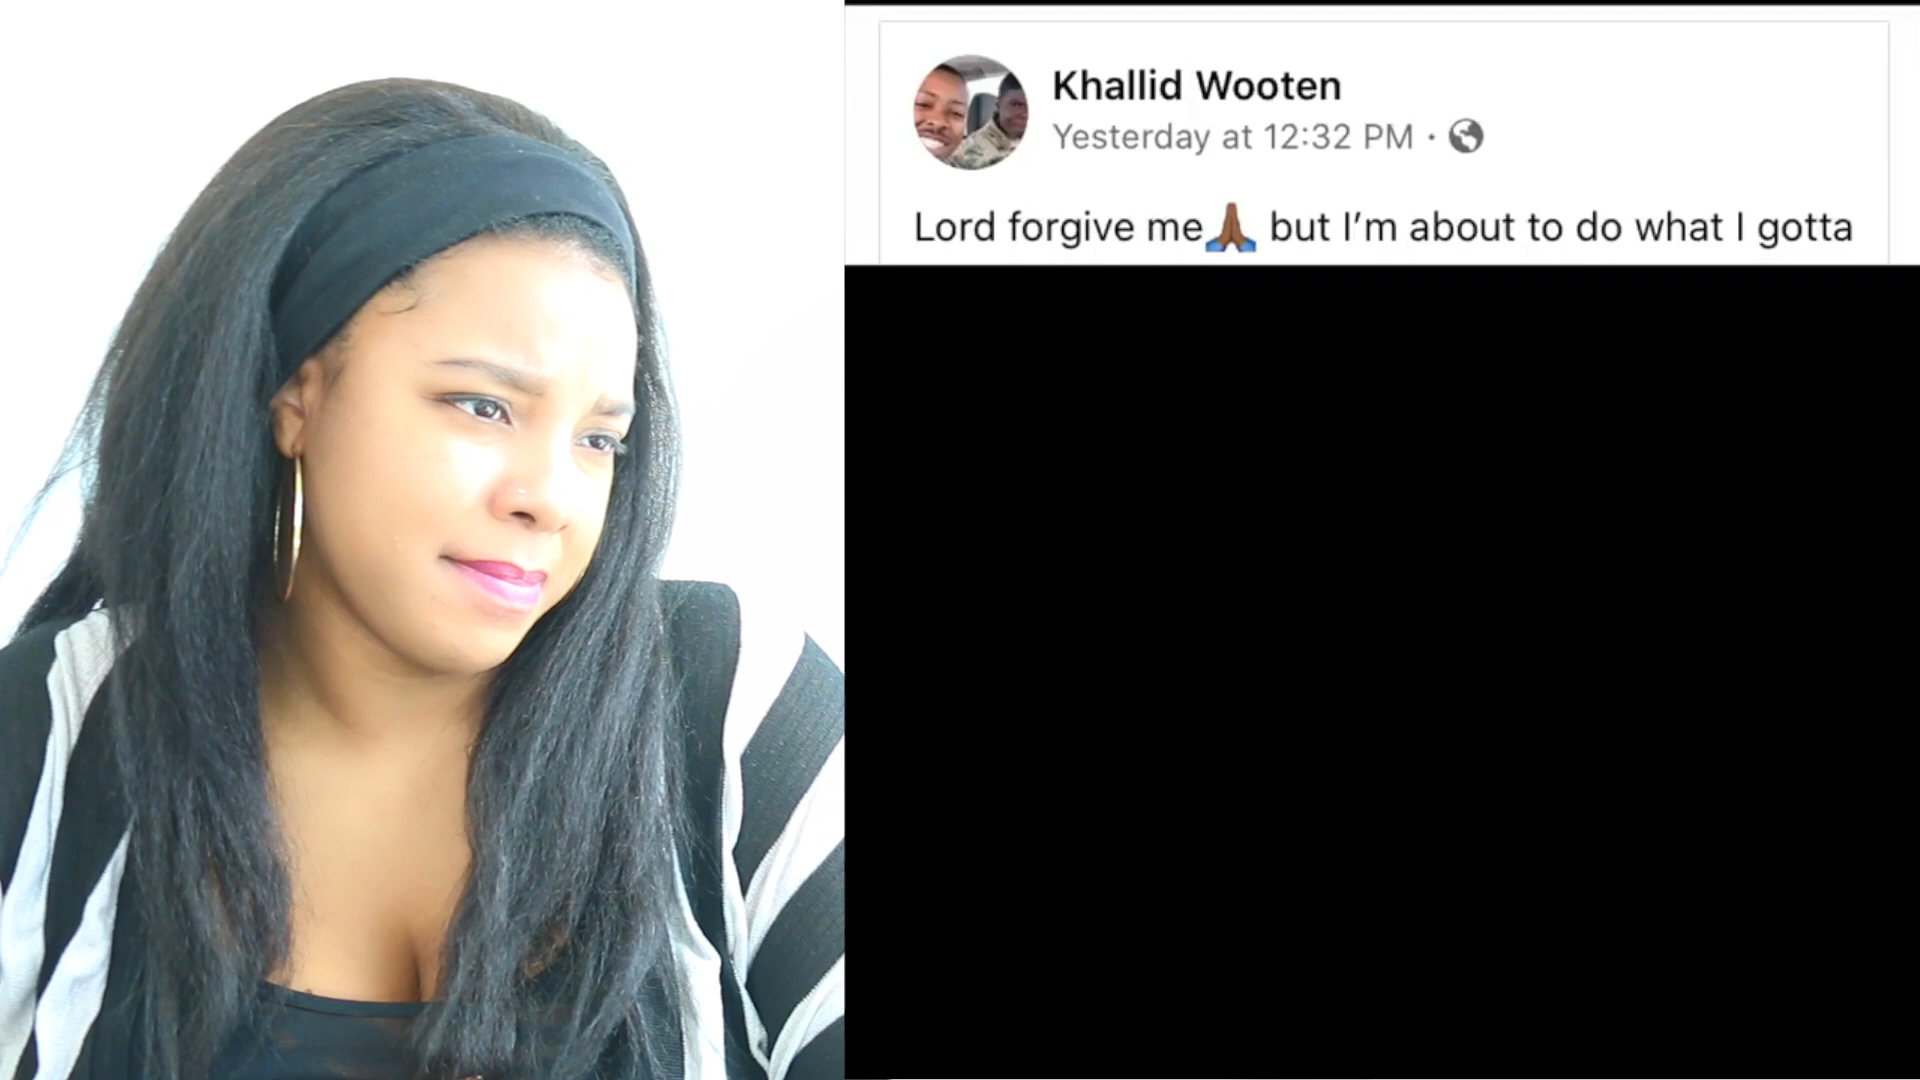 Khallid Wooten
Yesterday at 12:32 PM ·
Lord forgive me🙏🏾 but I’m about to do what I gotta